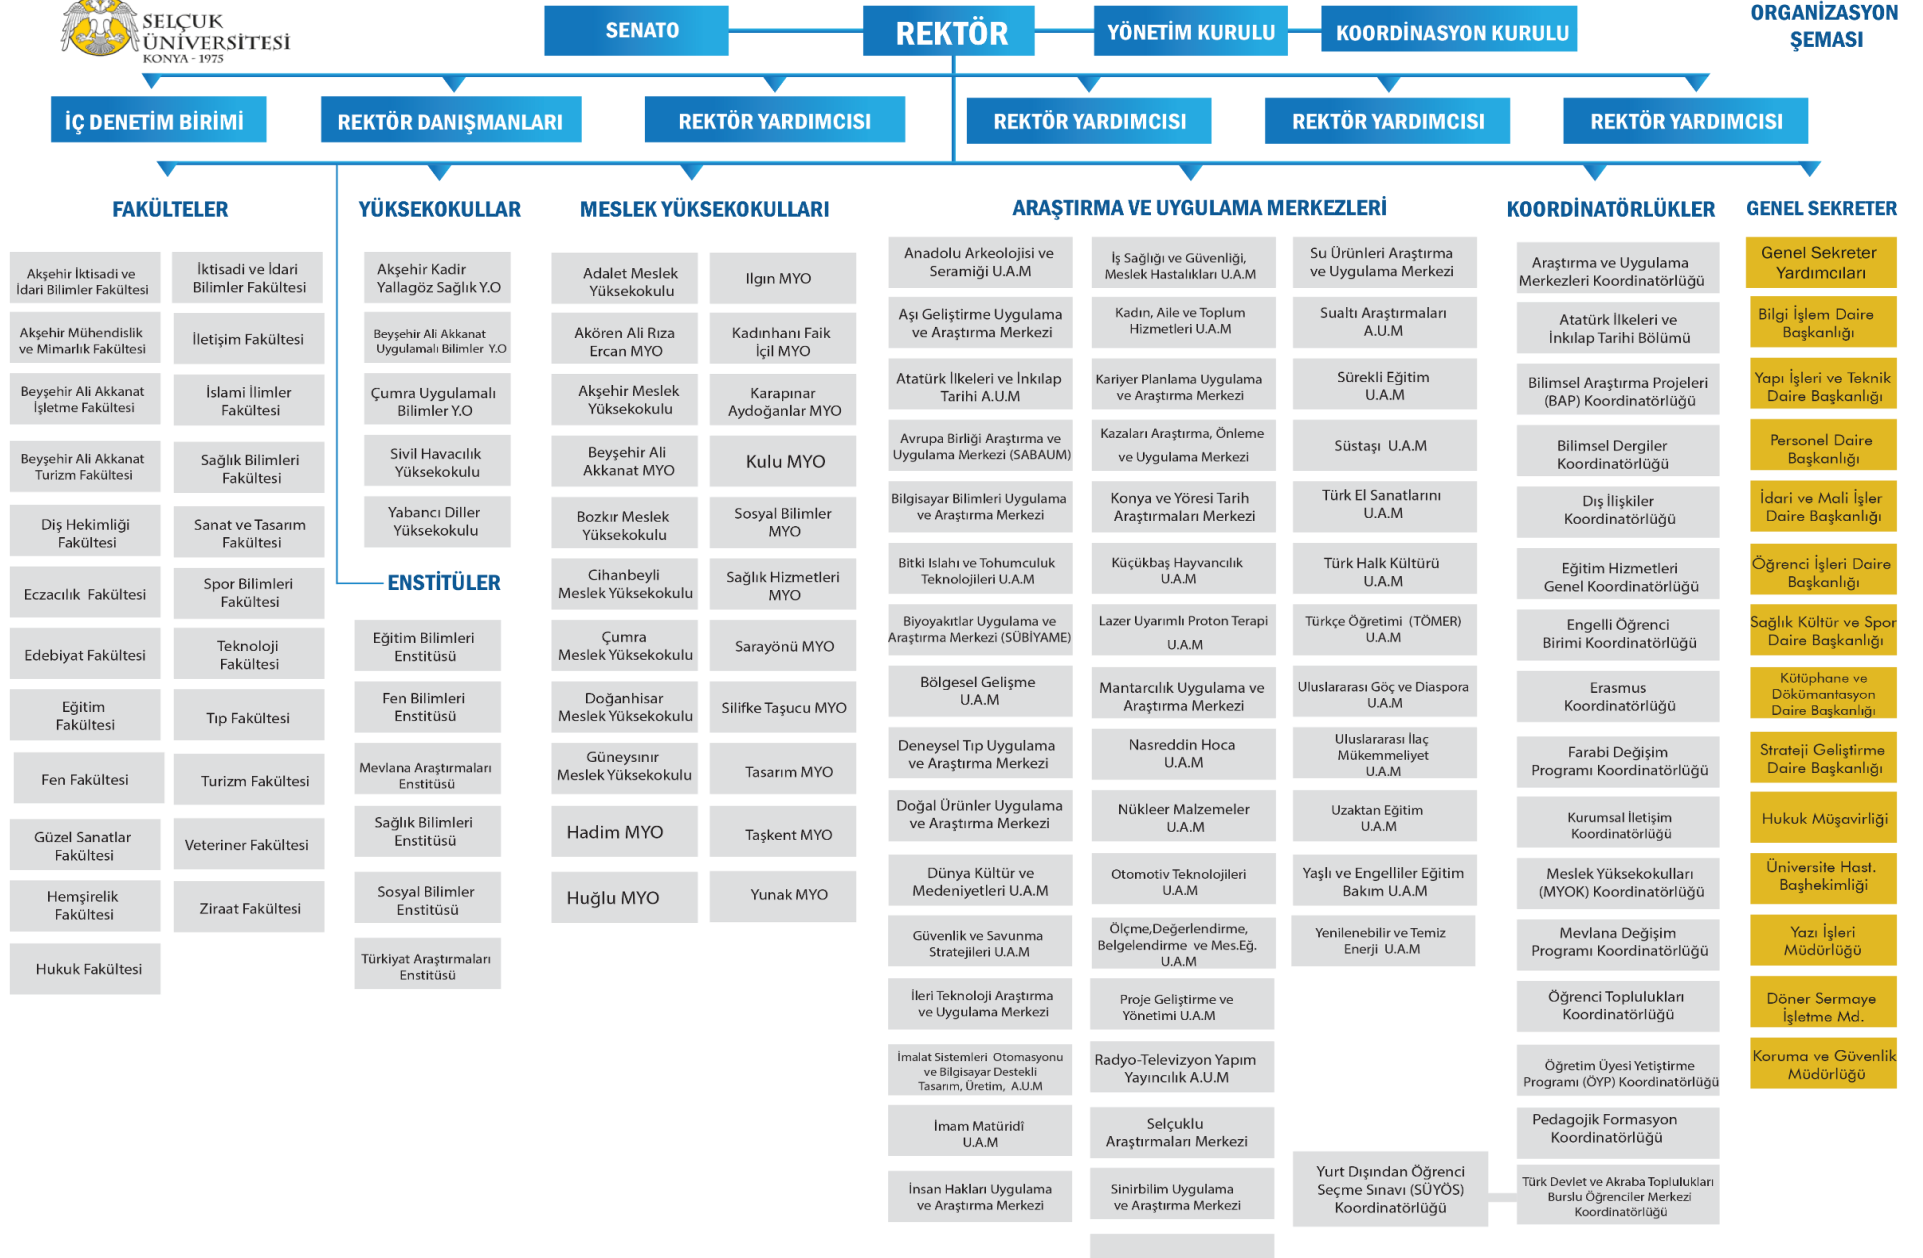 SELÇUK
ÜNİVERSİTESİ
KONYA - 1975
SENATO
REKTÖR
YÖNETİM KURULU
KOORDİNASYON KURULU
ORGANİZASYON
ŞEMASI
İÇ DENETİM BİRİMİ
REKTÖR DANIŞMANLARI
REKTÖR YARDIMCISI
REKTÖR YARDIMCISI
REKTÖR YARDIMCISI
REKTÖR YARDIMCISI
FAKÜLTELER
Akşehir İktisadi ve
İdari Bilimler Fakültesi
Akşehir Mühendislik
ve Mimarlık Fakültesi
Beyşehir Ali Akkanat
İşletme Fakültesi
Beyşehir Ali Akkanat
Turizm Fakültesi
Diş Hekimliği
Fakültesi
Eczacılık Fakültesi
Edebiyat Fakültesi
Eğitim
Fakültesi
Fen Fakültesi
Güzel Sanatlar
Fakültesi
Hemşirelik
Fakültesi
Hukuk Fakültesi
İktisadi ve İdari
Bilimler Fakültesi
İletişim Fakültesi
İslami İlimler
Fakültesi
Sağlık Bilimleri
Fakültesi
Sanat ve Tasarım
Fakültesi
Spor Bilimleri
Fakültesi
Teknoloji
Fakültesi
Tıp Fakültesi
Turizm Fakültesi
Veteriner Fakültesi
Ziraat Fakültesi
YÜKSEKOKULLAR
Akşehir Kadir
Yallagöz Sağlık Y.O
Beyşehir Ali Akkanat
Uygulamalı Bilimler Y.O
Çumra Uygulamalı
Bilimler Y.O
Sivil Havacılık
Yüksekokulu
Yabancı Diller
Yüksekokulu
ENSTİTÜLER
Eğitim Bilimleri
Enstitüsü
Fen Bilimleri
Enstitüsü
Mevlana Araştırmaları
Enstitüsü
Sağlık Bilimleri
Enstitüsü
Sosyal Bilimler
Enstitüsü
Türkiyat Araştırmaları
Enstitüsü
MESLEK YÜKSEKOKULLARI
Adalet Meslek
Yüksekokulu
Akören Ali Rıza
Ercan MYO
Akşehir Meslek
Yüksekokulu
Beyşehir Ali
Akkanat MYO
Bozkır Meslek
Yüksekokulu
Cihanbeyli
Meslek Yüksekokulu
Çumra
Meslek Yüksekokulu
Doğanhisar
Meslek Yüksekokulu
Güneysınır
Meslek Yüksekokulu
Hadim MYO
Huğlu MYO
Ilgın MYO
Kadınhanı Faik
İçil MYO
Karapınar
Aydoğanlar MYO
Kulu MYO
Sosyal Bilimler
MYO
Sağlık Hizmetleri
MYO
Sarayönü MYO
Silifke Taşucu MYO
Tasarım MYO
Taşkent MYO
Yunak MYO
ARAŞTIRMA VE UYGULAMA MERKEZLERİ
Anadolu Arkeolojisi ve
Seramiği U.A.M
Aşı Geliştirme Uygulama
ve Araştırma Merkezi
Atatürk İlkeleri ve İnkılap
Tarihi A.U.M
Avrupa Birliği Araştırma ve
Uygulama Merkezi (SABAUM)
Bilgisayar Bilimleri Uygulama
ve Araştırma Merkezi
Bitki Islahı ve Tohumculuk
Teknolojileri U.A.M
Biyoyakıtlar Uygulama ve
Araştırma Merkezi (SÜBİYAME)
Bölgesel Gelişme
U.A.M
Deneysel Tıp Uygulama
ve Araştırma Merkezi
Doğal Ürünler Uygulama
ve Araştırma Merkezi
Dünya Kültür ve
Medeniyetleri U.A.M
Güvenlik ve Savunma
Stratejileri U.A.M
İleri Teknoloji Araştırma
ve Uygulama Merkezi
İmalat Sistemleri Otomasyonu
ve Bilgisayar Destekli
Tasarım, Üretim, A.U.M
İmam Matüridî
U.A.M
İnsan Hakları Uygulama
ve Araştırma Merkezi
İş Sağlığı ve Güvenliği,
Meslek Hastalıkları U.A.M
Kadın, Aile ve Toplum
Hizmetleri U.A.M
Kariyer Planlama Uygulama
ve Araştırma Merkezi
Kazaları Araştırma, Önleme
ve Uygulama Merkezi
Konya ve Yöresi Tarih
Araştırmaları Merkezi
Küçükbaş Hayvancılık
U.A.M
Lazer Uyarımlı Proton Terapi
U.A.M
Mantarcılık Uygulama ve
Araştırma Merkezi
Nasreddin Hoca
U.A.M
Nükleer Malzemeler
U.A.M
Otomotiv Teknolojileri
U.A.M
Ölçme,Değerlendirme,
Belgelendirme ve Mes.Eğ.
U.A.M
Proje Geliştirme ve
Yönetimi U.A.M
Radyo-Televizyon Yapım
Yayıncılık A.U.M
Selçuklu
Araştırmaları Merkezi
Sinirbilim Uygulama
ve Araştırma Merkezi
Su Ürünleri Araştırma
ve Uygulama Merkezi
Sualtı Araştırmaları
A.U.M
Sürekli Eğitim
U.A.M
Süstaşı U.A.M
Türk El Sanatlarını
U.A.M
Türk Halk Kültürü
U.A.M
Türkçe Öğretimi (TÖMER)
U.A.M
Uluslararası Göç ve Diaspora
U.A.M
Uluslararası İlaç
Mükemmeliyet
U.A.M
Uzaktan Eğitim
U.A.M
Yaşlı ve Engelliler Eğitim
Bakım U.A.M
Yenilenebilir ve Temiz
Enerji U.A.M
Yurt Dışından Öğrenci
Seçme Sınavı (SÜYÖS)
Koordinatörlüğü
KOORDİNATÖRLÜKLER
Araştırma ve Uygulama
Merkezleri Koordinatörlüğü
Atatürk İlkeleri ve
İnkılap Tarihi Bölümü
Bilimsel Araştırma Projeleri
(BAP) Koordinatörlüğü
Bilimsel Dergiler
Koordinatörlüğü
Dış İlişkiler
Koordinatörlüğü
Eğitim Hizmetleri
Genel Koordinatörlüğü
Engelli Öğrenci
Birimi Koordinatörlüğü
Erasmus
Koordinatörlüğü
Farabi Değişim
Programı Koordinatörlüğü
Kurumsal İletişim
Koordinatörlüğü
Meslek Yüksekokulları
(MYOK) Koordinatörlüğü
Mevlana Değişim
Programı Koordinatörlüğü
Öğrenci Toplulukları
Koordinatörlüğü
Öğretim Üyesi Yetiştirme
Programı (ÖYP) Koordinatörlüğü
Pedagojik Formasyon
Koordinatörlüğü
Türk Devlet ve Akraba Toplulukları
Burslu Öğrenciler Merkezi
Koordinatörlüğü
GENEL SEKRETER
Genel Sekreter
Yardımcıları
Bilgi İşlem Daire
Başkanlığı
Yapı İşleri ve Teknik
Daire Başkanlığı
Personel Daire
Başkanlığı
İdari ve Mali İşler
Daire Başkanlığı
Öğrenci İşleri Daire
Başkanlığı
Sağlık Kültür ve Spor
Daire Başkanlığı
Kütüphane ve
Dökümantasyon
Daire Başkanlığı
Strateji Geliştirme
Daire Başkanlığı
Hukuk Müşavirliği
Üniversite Hast.
Başhekimliği
Yazı İşleri
Müdürlüğü
Döner Sermaye
İşletme Md.
Koruma ve Güvenlik
Müdürlüğü